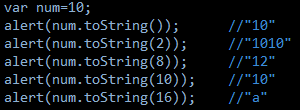 var num=10;
alert(num.toString());      //"10"
alert(num.toString(2));     //"1010"
alert(num.toString(8));     //"12"
alert(num.toString(10));    //"10"
alert(num.toString(16));    //"a"